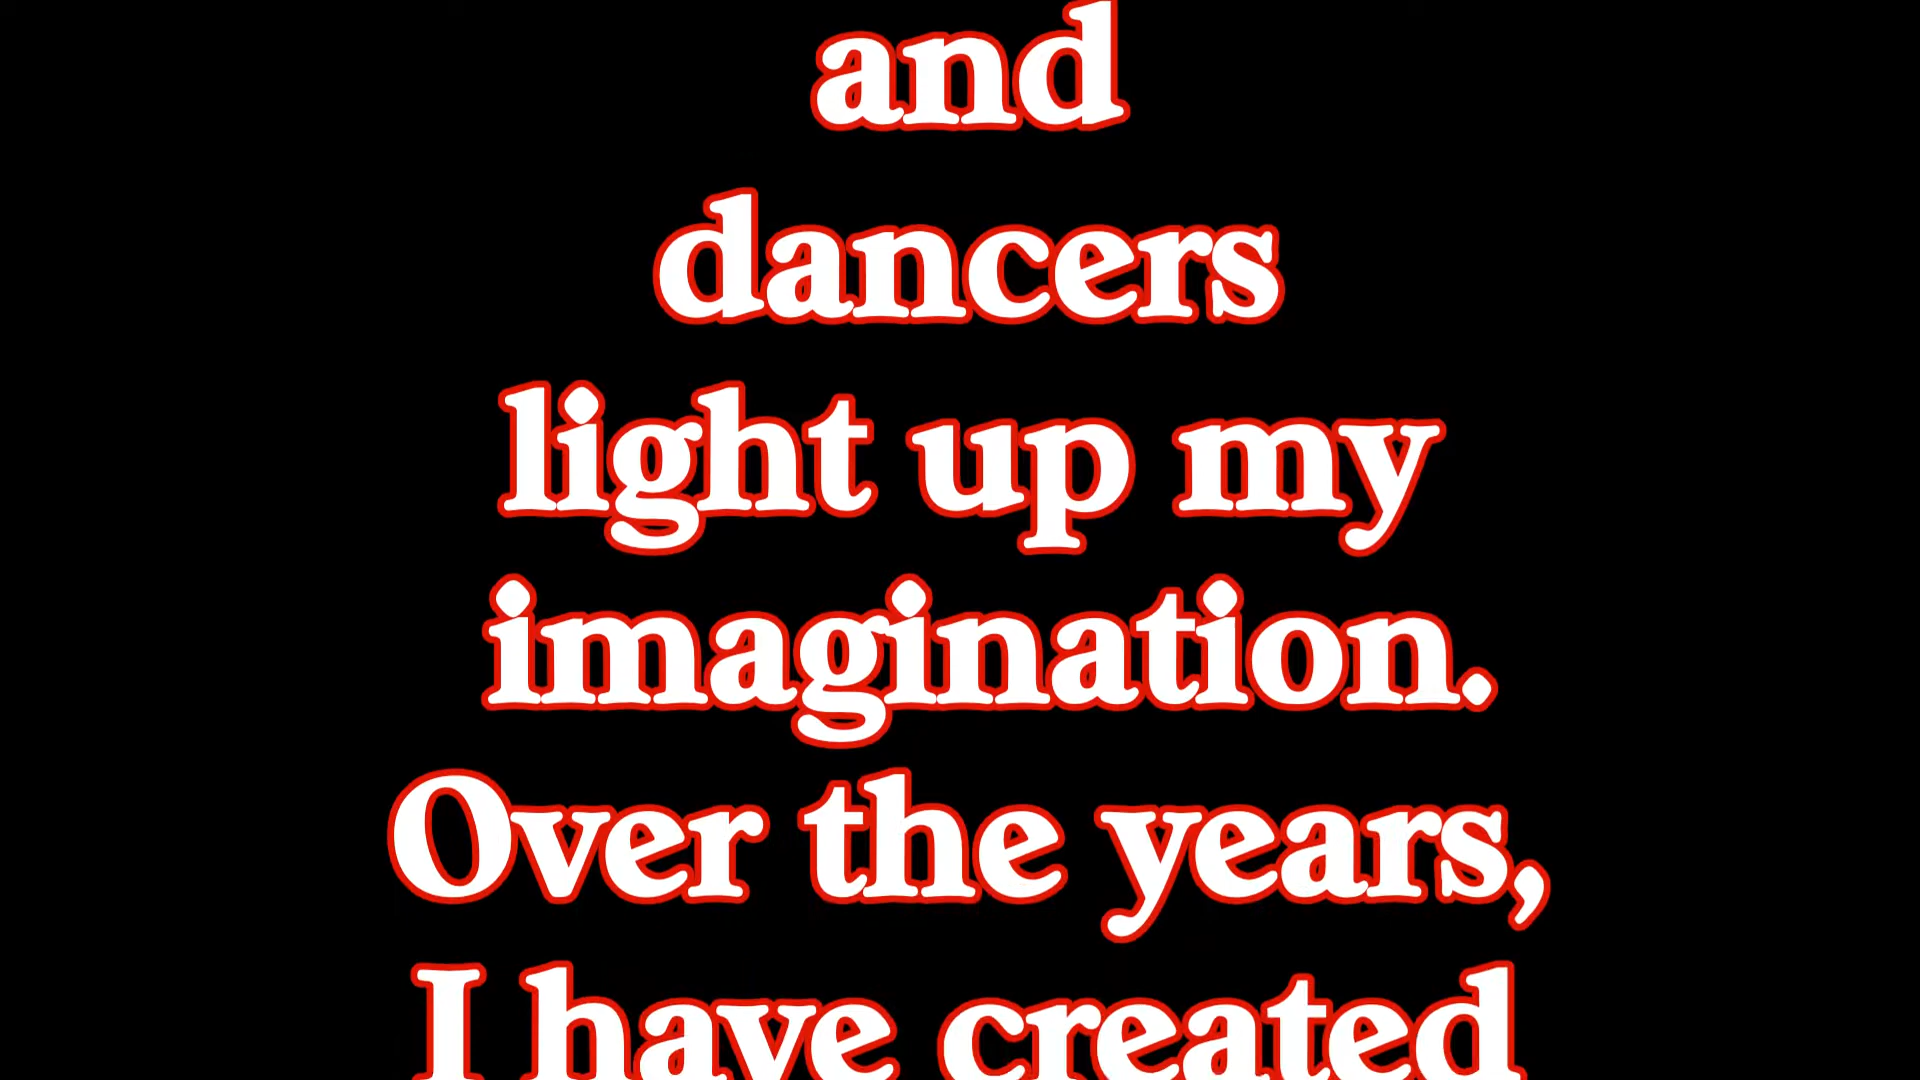 and
dancers
light up my
imagination.
Over the years,
I have created